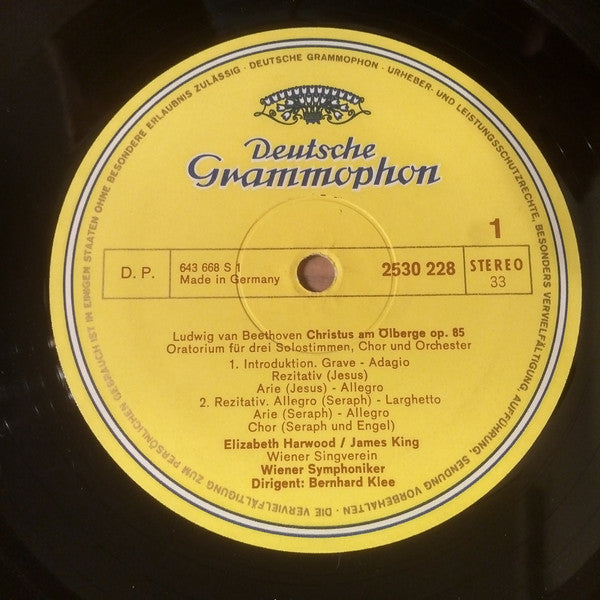 DEUTSCHE GRAMMOPHON · URHEBER- UND LEISTUNGSSCHUTZRECHTE, BESONDERS VERVIELFÄLTIGUNG, AUFFÜHRUNG, SENDUNG VORBEHALTEN · DIE VERVIELFÄLTIGUNG ZUM PERSÖNLICHEN GEBRAUCH IST IN EINIGEN STAATEN OHNE BESONDERE ERLAUBNIS ZULÄSSIG ·
Deutsche
Grammophon
1
D. P.
643 668 S 1
Made in Germany
2530 228
STEREO
33
Ludwig van Beethoven Christus am Ölberge op. 85
Oratorium für drei Solostimmen, Chor und Orchester
1. Introduktion. Grave - Adagio
Rezitativ (Jesus)
Arie (Jesus) - Allegro
2. Rezitativ. Allegro (Seraph) - Larghetto
Arie (Seraph) - Allegro
Chor (Seraph und Engel)
Elizabeth Harwood / James King
Wiener Singverein
Wiener Symphoniker
Dirigent: Bernhard Klee